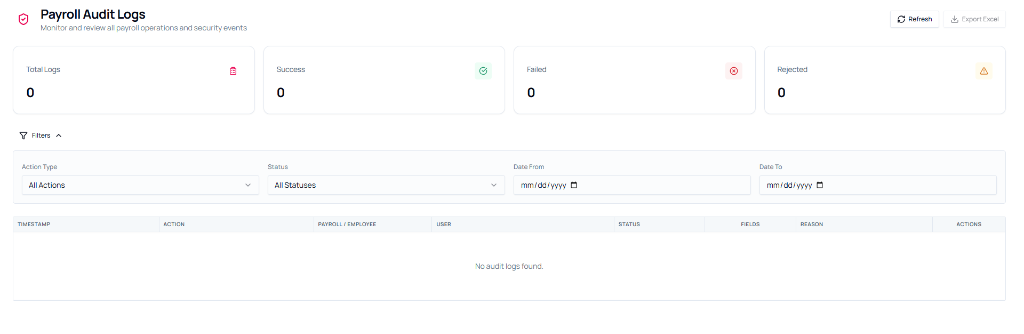 Payroll Audit Logs
Monitor and review all payroll operations and security events
Refresh
Export Excel
Total Logs
0
Success
0
Failed
0
Rejected
0
Filters
Action Type
All Actions
Status
All Statuses
Date From
mm/dd/yyyy
Date To
mm/dd/yyyy
TIMESTAMP ACTION PAYROLL / EMPLOYEE USER STATUS FIELDS REASON ACTIONS
No audit logs found.